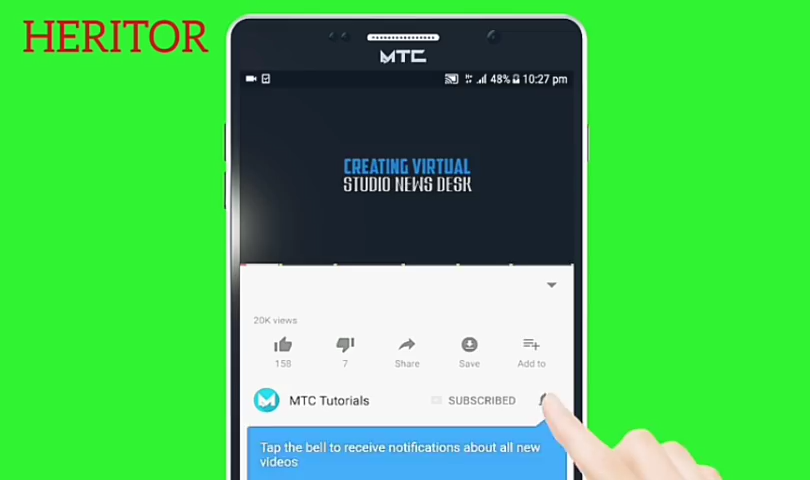 HERITOR
MTC
48% 10:27 pm
CREATING VIRTUAL
STUDIO NEWS DESK
20K views
158
7
Share
Save
Add to
MTC Tutorials
SUBSCRIBED
Tap the bell to receive notifications about all new
videos